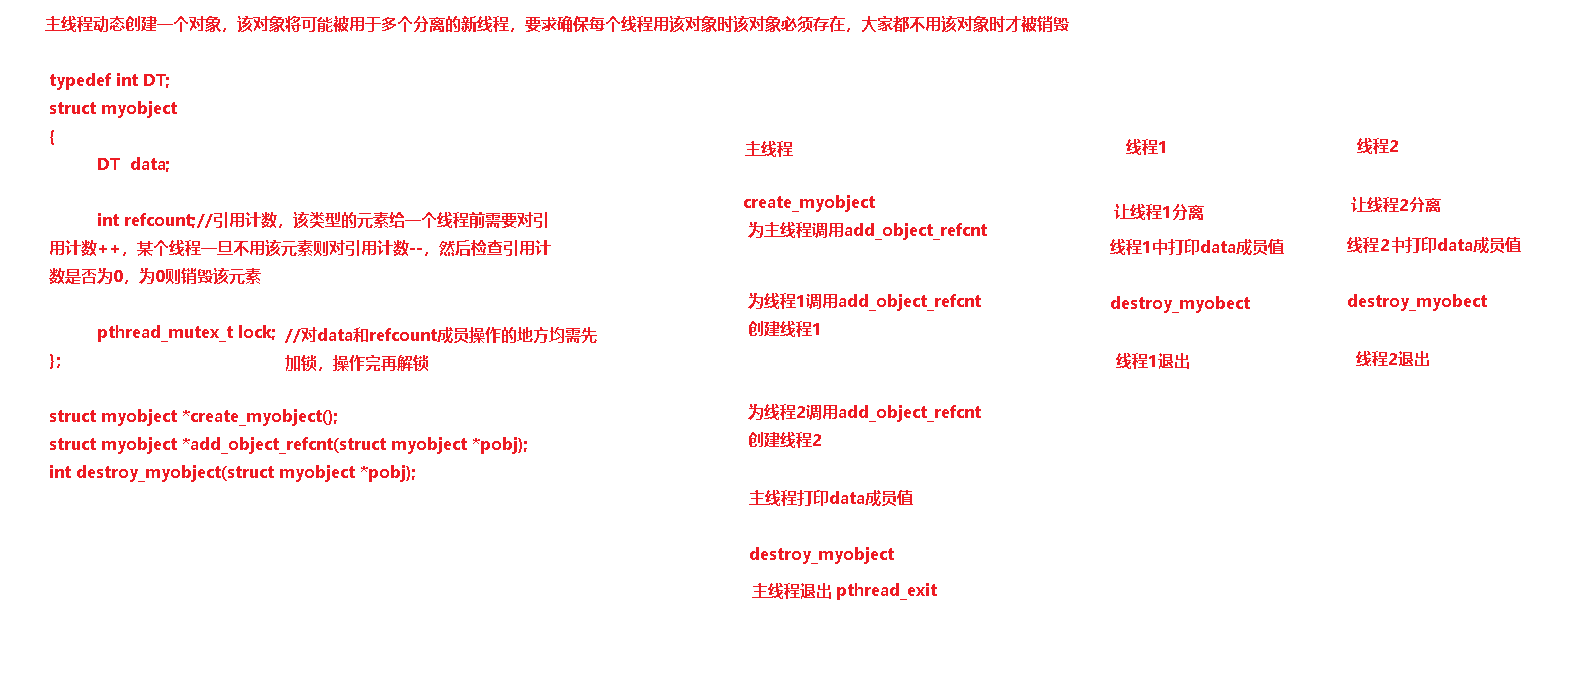 主线程动态创建一个对象，该对象将可能被用于多个分离的新线程，要求确保每个线程用该对象时该对象必须存在，大家都不用该对象时才被销毁
typedef int DT;
struct myobject
{
DT data;
int refcount;//引用计数，该类型的元素给一个线程前需要对引
用计数++，某个线程一旦不用该元素则对引用计数--，然后检查引用计
数是否为0，为0则销毁该元素
pthread_mutex_t lock; //对data和refcount成员操作的地方均需先
加锁，操作完再解锁
};
struct myobject *create_myobject();
struct myobject *add_object_refcnt(struct myobject *pobj);
int destroy_myobject(struct myobject *pobj);
主线程
create_myobject
为主线程调用add_object_refcnt
为线程1调用add_object_refcnt
创建线程1
为线程2调用add_object_refcnt
创建线程2
主线程打印data成员值
destroy_myobject
主线程退出 pthread_exit
线程1
让线程1分离
线程1中打印data成员值
destroy_myobect
线程1退出
线程2
让线程2分离
线程2中打印data成员值
destroy_myobect
线程2退出